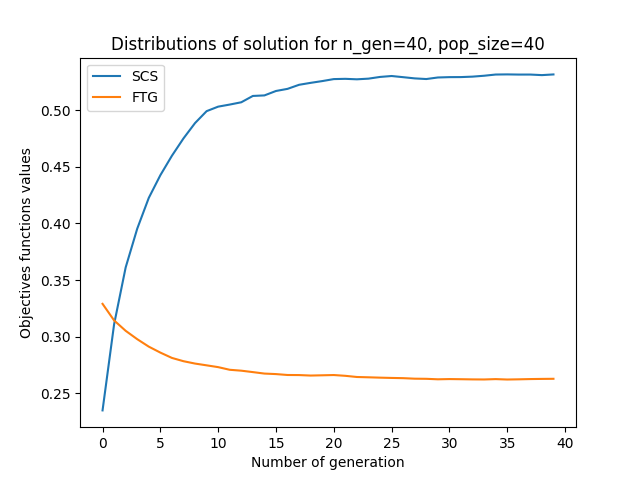 Distributions of solution for n_gen=40, pop_size=40
SCS
FTG
Objectives functions values
0.50
0.45
0.40
0.35
0.30
0.25
0 5 10 15 20 25 30 35 40
Number of generation